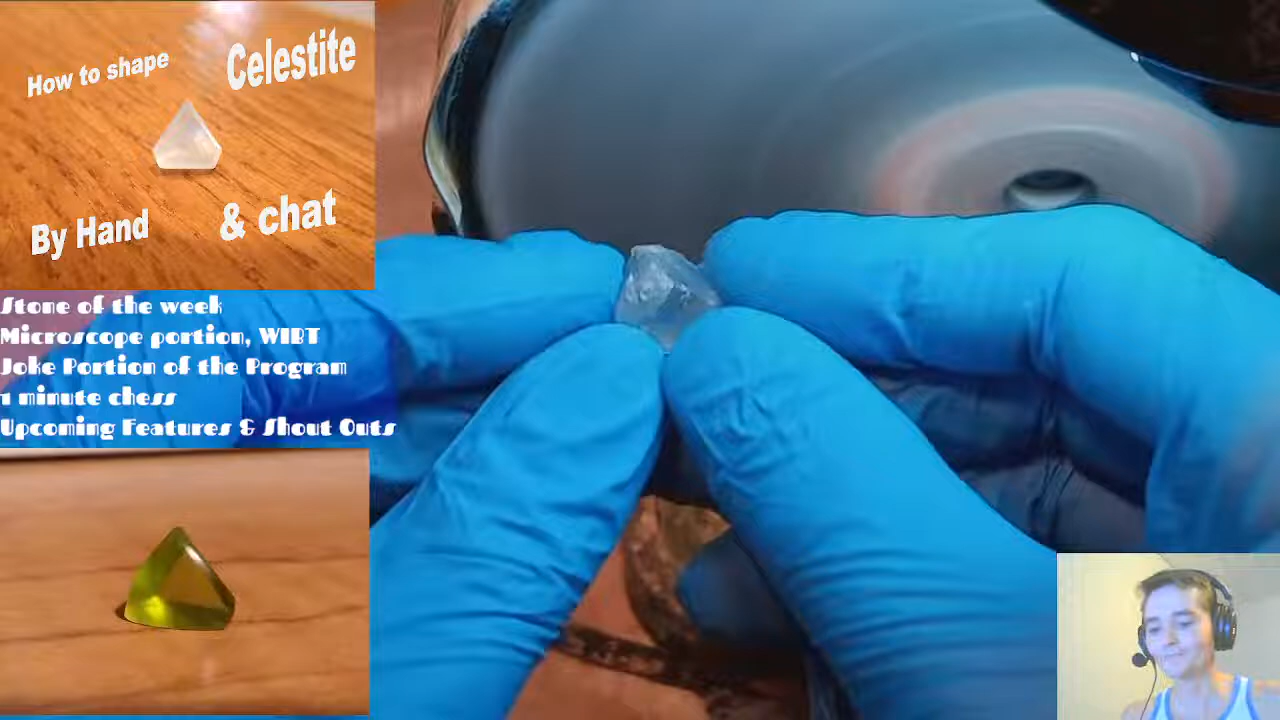 How to shape Celestite
By Hand & chat
Stone of the week
Microscope portion, WIBT
Joke Portion of the Program
1 minute chess
Upcoming Features & Shout Outs